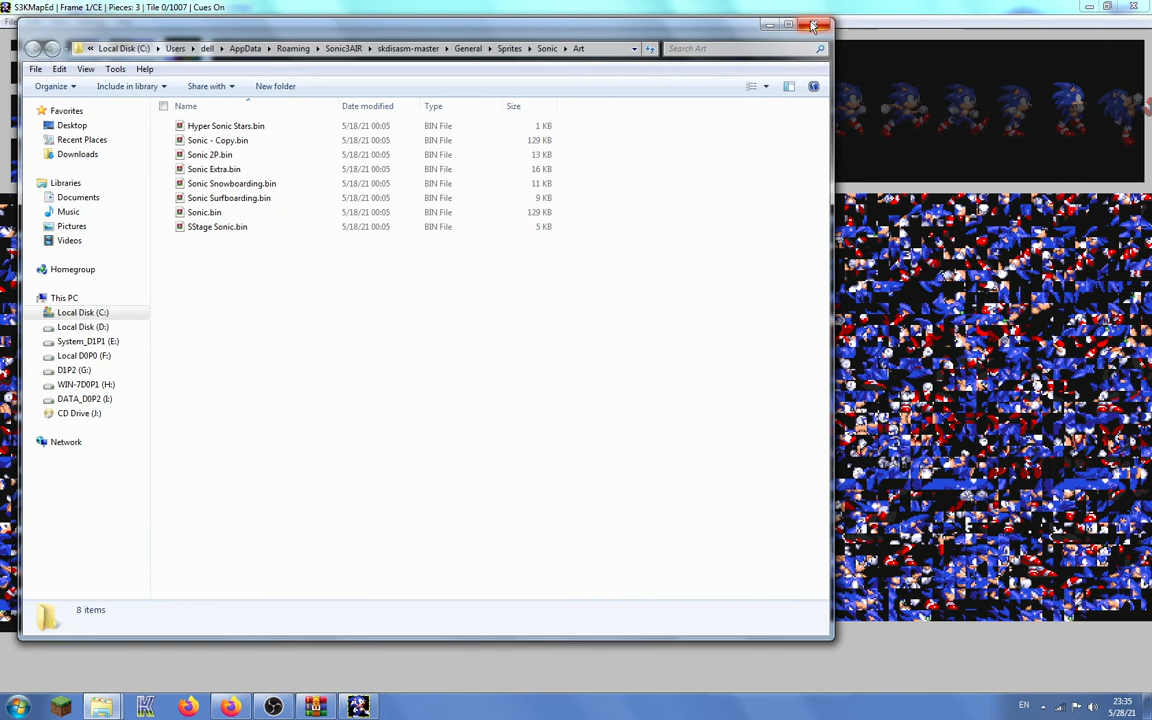 S3KMapEd | Frame 1/CE | Pieces: 3 | Tile 0/1007 | Cues On
« Local Disk (C:) Users dell AppData Roaming Sonic3AIR skdisasm-master General Sprites Sonic Art Search Art
File Edit View Tools Help
Organize Include in library Share with New folder
Name Date modified Type Size
Hyper Sonic Stars.bin 5/18/21 00:05 BIN File 1 KB
Sonic - Copy.bin 5/18/21 00:05 BIN File 129 KB
Sonic 2P.bin 5/18/21 00:05 BIN File 13 KB
Sonic Extra.bin 5/18/21 00:05 BIN File 16 KB
Sonic Snowboarding.bin 5/18/21 00:05 BIN File 11 KB
Sonic Surfboarding.bin 5/18/21 00:05 BIN File 9 KB
Sonic.bin 5/18/21 00:05 BIN File 129 KB
SStage Sonic.bin 5/18/21 00:05 BIN File 5 KB
Favorites
Desktop
Recent Places
Downloads
Libraries
Documents
Music
Pictures
Videos
Homegroup
This PC
Local Disk (C:)
Local Disk (D:)
System_D1P1 (E:)
Local D0P0 (F:)
D1P2 (G:)
WIN-7D0P1 (H:)
DATA_D0P2 (I:)
CD Drive (J:)
Network
8 items
EN
23:35
5/28/21